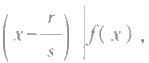 (x - r/s) | f(x),